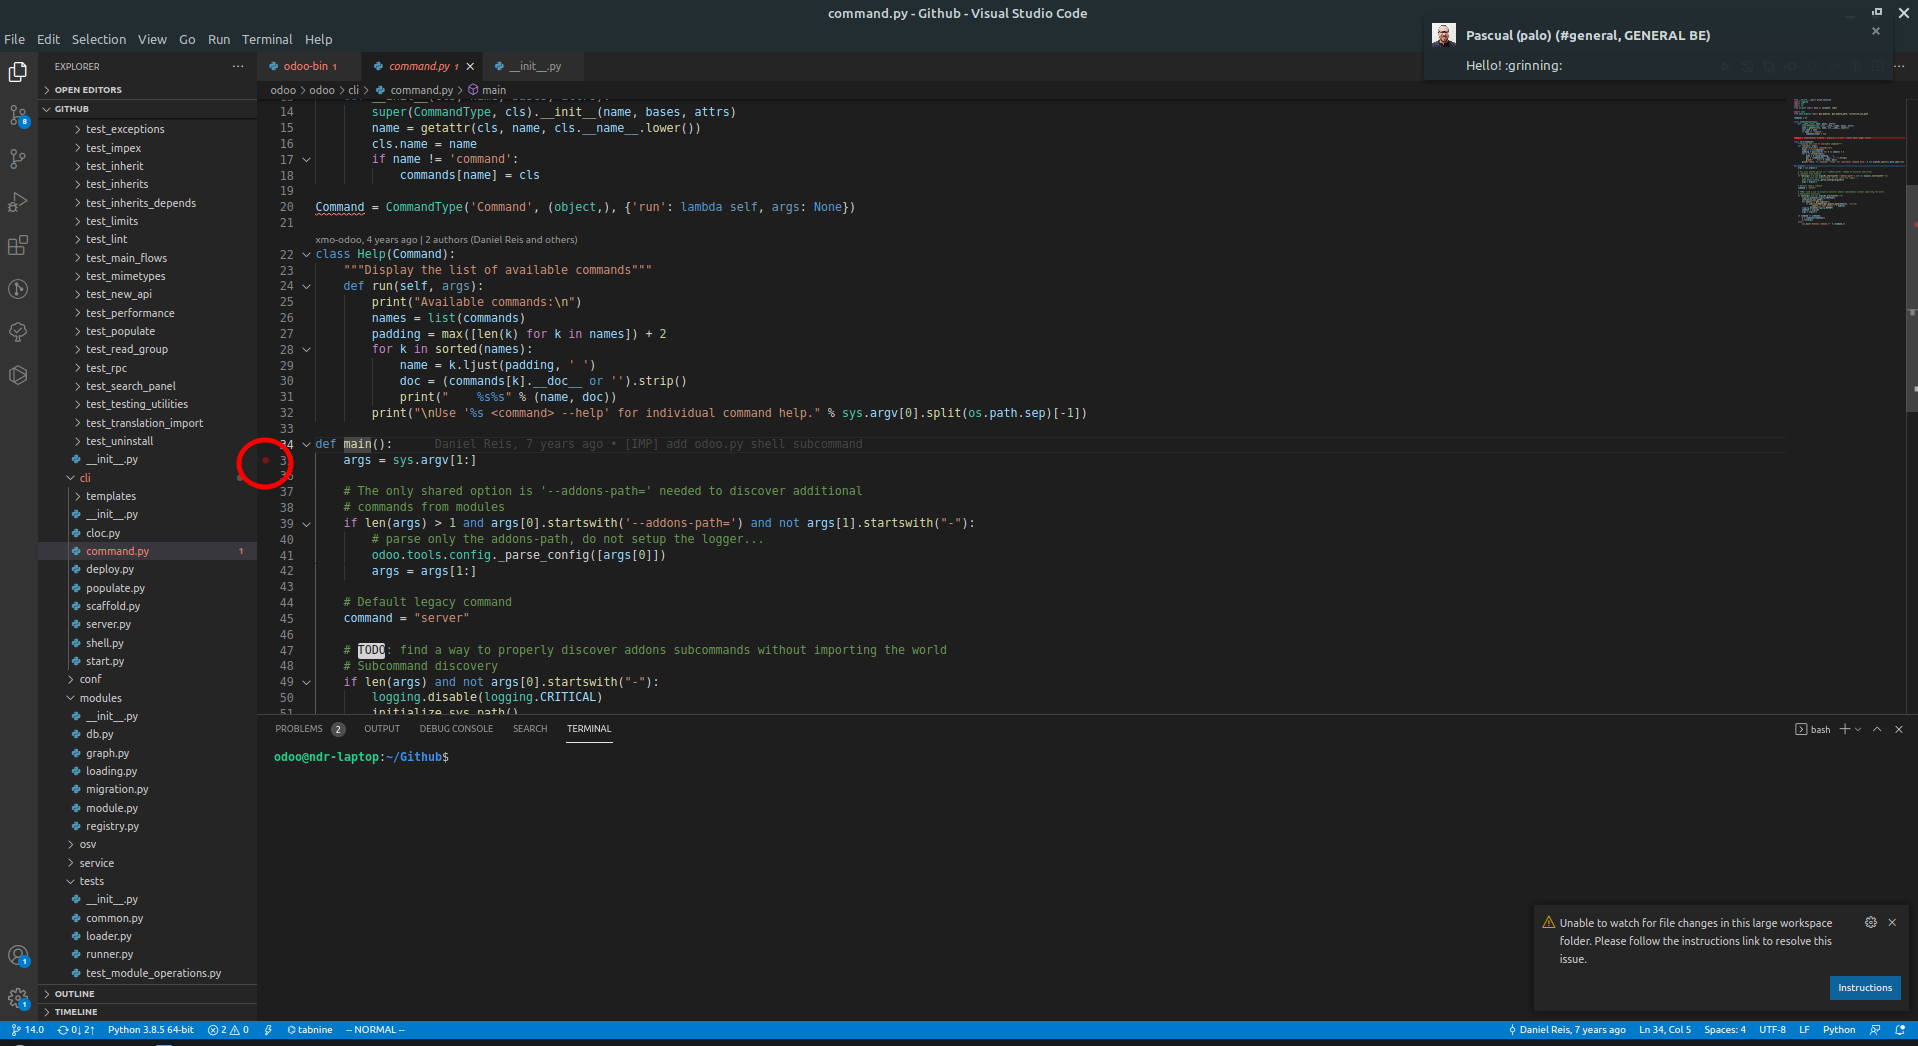 command.py - Github - Visual Studio Code
File Edit Selection View Go Run Terminal Help
Pascual (palo) (#general, GENERAL BE)
Hello! :grinning:
EXPLORER
OPEN EDITORS
GITHUB
test_exceptions
test_impex
test_inherit
test_inherits
test_inherits_depends
test_limits
test_lint
test_main_flows
test_mimetypes
test_new_api
test_performance
test_populate
test_read_group
test_rpc
test_search_panel
test_testing_utilities
test_translation_import
test_uninstall
__init__.py
cli
templates
__init__.py
cloc.py
command.py 1
deploy.py
populate.py
scaffold.py
server.py
shell.py
start.py
conf
modules
__init__.py
db.py
graph.py
loading.py
migration.py
module.py
registry.py
osv
service
tests
__init__.py
common.py
loader.py
runner.py
test_module_operations.py
OUTLINE
TIMELINE
8
1
1
odoo-bin 1 command.py 1 __init__.py
odoo > odoo > cli > command.py > main
14 super(CommandType, cls).__init__(name, bases, attrs)
15 name = getattr(cls, name, cls.__name__.lower())
16 cls.name = name
17 if name != 'command':
18 commands[name] = cls
19
20 Command = CommandType('Command', (object,), {'run': lambda self, args: None})
21
xmo-odoo, 4 years ago | 2 authors (Daniel Reis and others)
22 class Help(Command):
23 """Display the list of available commands"""
24 def run(self, args):
25 print("Available commands:\n")
26 names = list(commands)
27 padding = max([len(k) for k in names]) + 2
28 for k in sorted(names):
29 name = k.ljust(padding, ' ')
30 doc = (commands[k].__doc__ or '').strip()
31 print("    %s%s" % (name, doc))
32 print("\nUse '%s <command> --help' for individual command help." % sys.argv[0].split(os.path.sep)[-1])
33
34 def main(): Daniel Reis, 7 years ago • [IMP] add odoo.py shell subcommand
args = sys.argv[1:]
36
37 # The only shared option is '--addons-path=' needed to discover additional
38 # commands from modules
39 if len(args) > 1 and args[0].startswith('--addons-path=') and not args[1].startswith("-"):
40 # parse only the addons-path, do not setup the logger...
41 odoo.tools.config._parse_config([args[0]])
42 args = args[1:]
43
44 # Default legacy command
45 command = "server"
46
47 # TODO: find a way to properly discover addons subcommands without importing the world
48 # Subcommand discovery
49 if len(args) and not args[0].startswith("-"):
50 logging.disable(logging.CRITICAL)
51 initialize_sys_path()
PROBLEMS 2 OUTPUT DEBUG CONSOLE SEARCH TERMINAL
bash
odoo@ndr-laptop:~/Github$
Unable to watch for file changes in this large workspace
folder. Please follow the instructions link to resolve this
issue.
Instructions
14.0 0↓ 2↑ Python 3.8.5 64-bit 2 0 tabnine -- NORMAL -- Daniel Reis, 7 years ago Ln 34, Col 5 Spaces: 4 UTF-8 LF Python